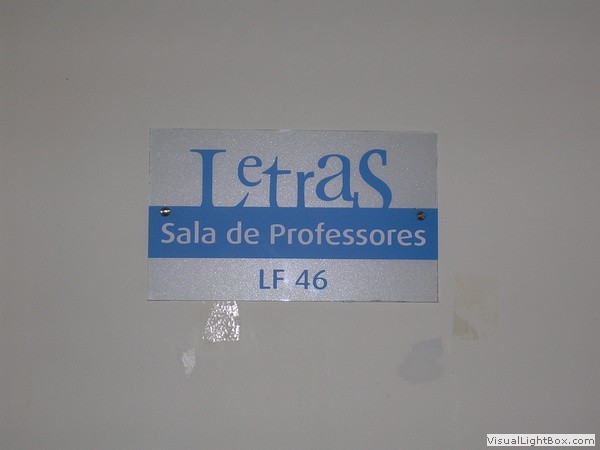 Letras
Sala de Professores
LF 46
VisualLightBox.com